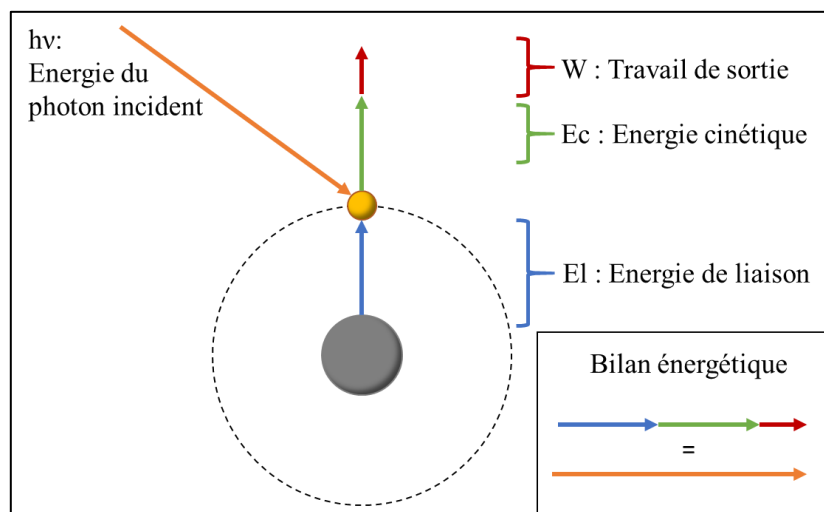 hν:
Energie du
photon incident
W : Travail de sortie
Ec : Energie cinétique
El : Energie de liaison
Bilan énergétique
=